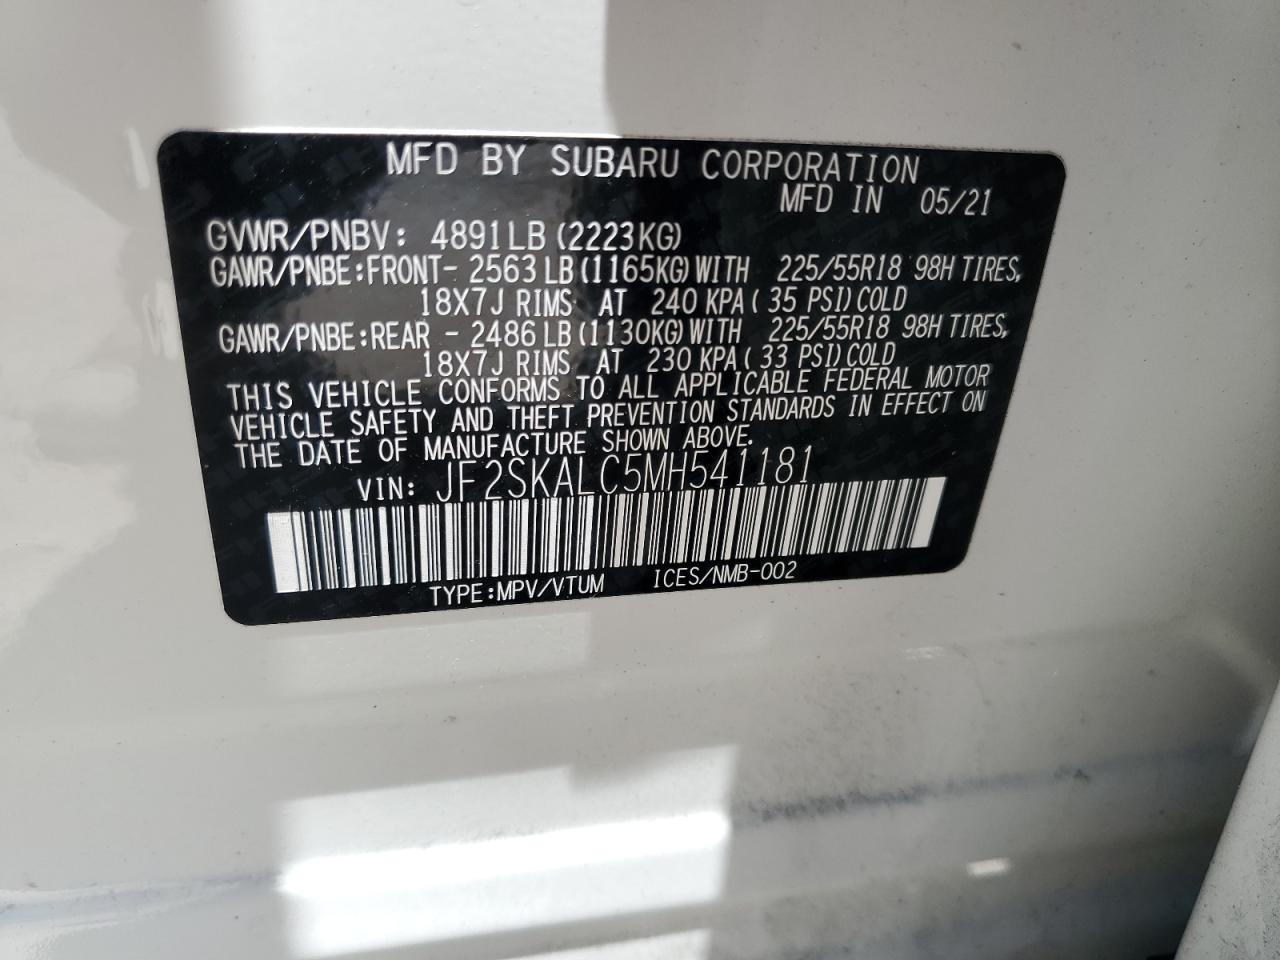 MFD BY SUBARU CORPORATION
MFD IN 05/21
GVWR/PNBV: 4891LB (2223KG)
GAWR/PNBE:FRONT- 2563 LB (1165KG) WITH 225/55R18 98H TIRES,
18X7J RIMS AT 240 KPA ( 35 PSI) COLD
GAWR/PNBE:REAR - 2486 LB (1130KG) WITH 225/55R18 98H TIRES,
18X7J RIMS AT 230 KPA ( 33 PSI) COLD
THIS VEHICLE CONFORMS TO ALL APPLICABLE FEDERAL MOTOR
VEHICLE SAFETY AND THEFT PREVENTION STANDARDS IN EFFECT ON
THE DATE OF MANUFACTURE SHOWN ABOVE.
VIN: JF2SKALC5MH541181
TYPE:MPV/VTUM ICES/NMB-002